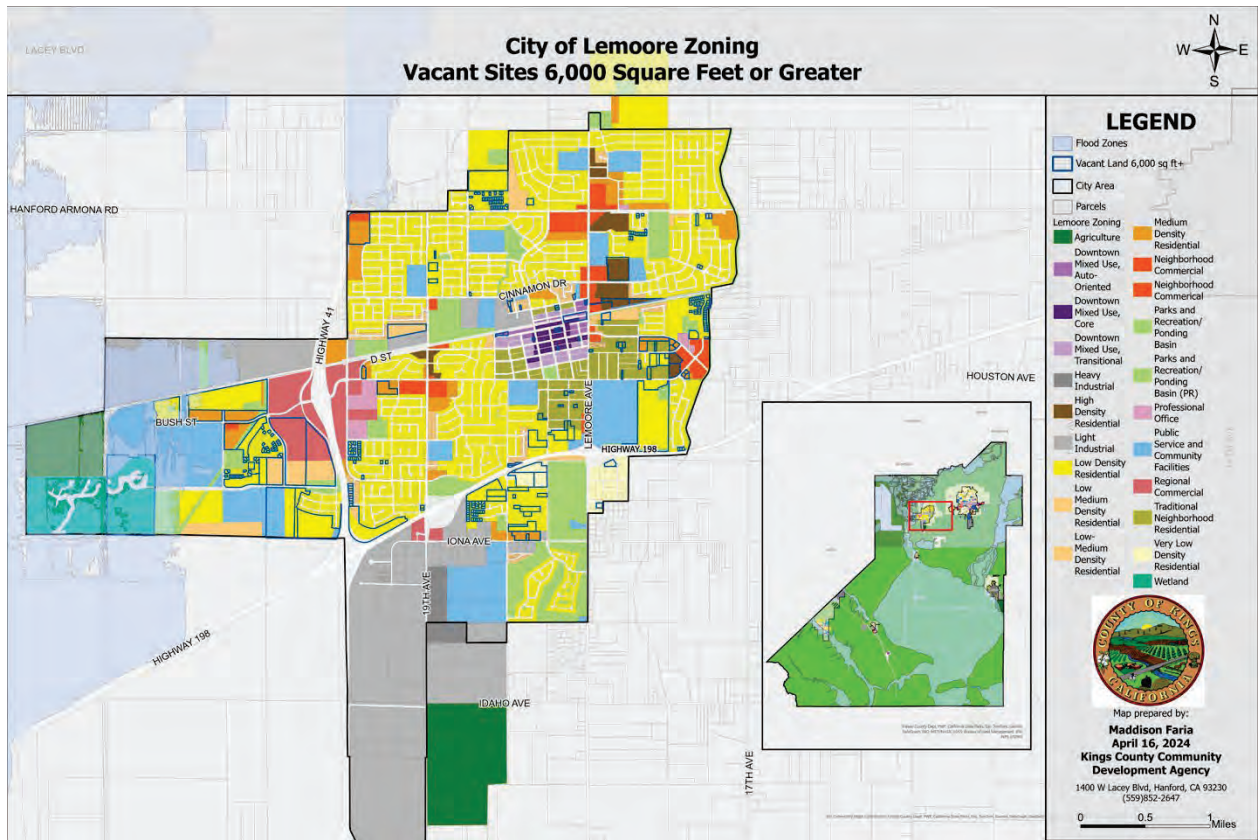 City of Lemoore Zoning
Vacant Sites 6,000 Square Feet or Greater
N
W
E
S
LACEY BLVD
HANFORD ARMONA RD
HIGHWAY 41
CINNAMON DR
D ST
BUSH ST
LEMOORE AVE
HOUSTON AVE
HIGHWAY 198
IONA AVE
19TH AVE
HIGHWAY 198
IDAHO AVE
17TH AVE
LEGEND
Flood Zones
Vacant Land 6,000 sq ft+
City Area
Parcels
Lemoore Zoning
Agriculture
Downtown
Mixed Use,
Auto-
Oriented
Downtown
Mixed Use,
Core
Downtown
Mixed Use,
Transitional
Heavy
Industrial
High
Density
Residential
Light
Industrial
Low Density
Residential
Low
Medium
Density
Residential
Low-
Medium
Density
Residential
Medium
Density
Residential
Neighborhood
Commercial
Neighborhood
Commerical
Parks and
Recreation/
Ponding
Basin
Parks and
Recreation/
Ponding
Basin (PR)
Professional
Office
Public
Service and
Community
Facilities
Regional
Commercial
Traditional
Neighborhood
Residential
Very Low
Density
Residential
Wetland
COUNTY OF KINGS
CALIFORNIA
Map prepared by:
Maddison Faria
April 16, 2024
Kings County Community
Development Agency
1400 W Lacey Blvd, Hanford, CA 93230
(559)852-2647
0 0.5 1
Miles